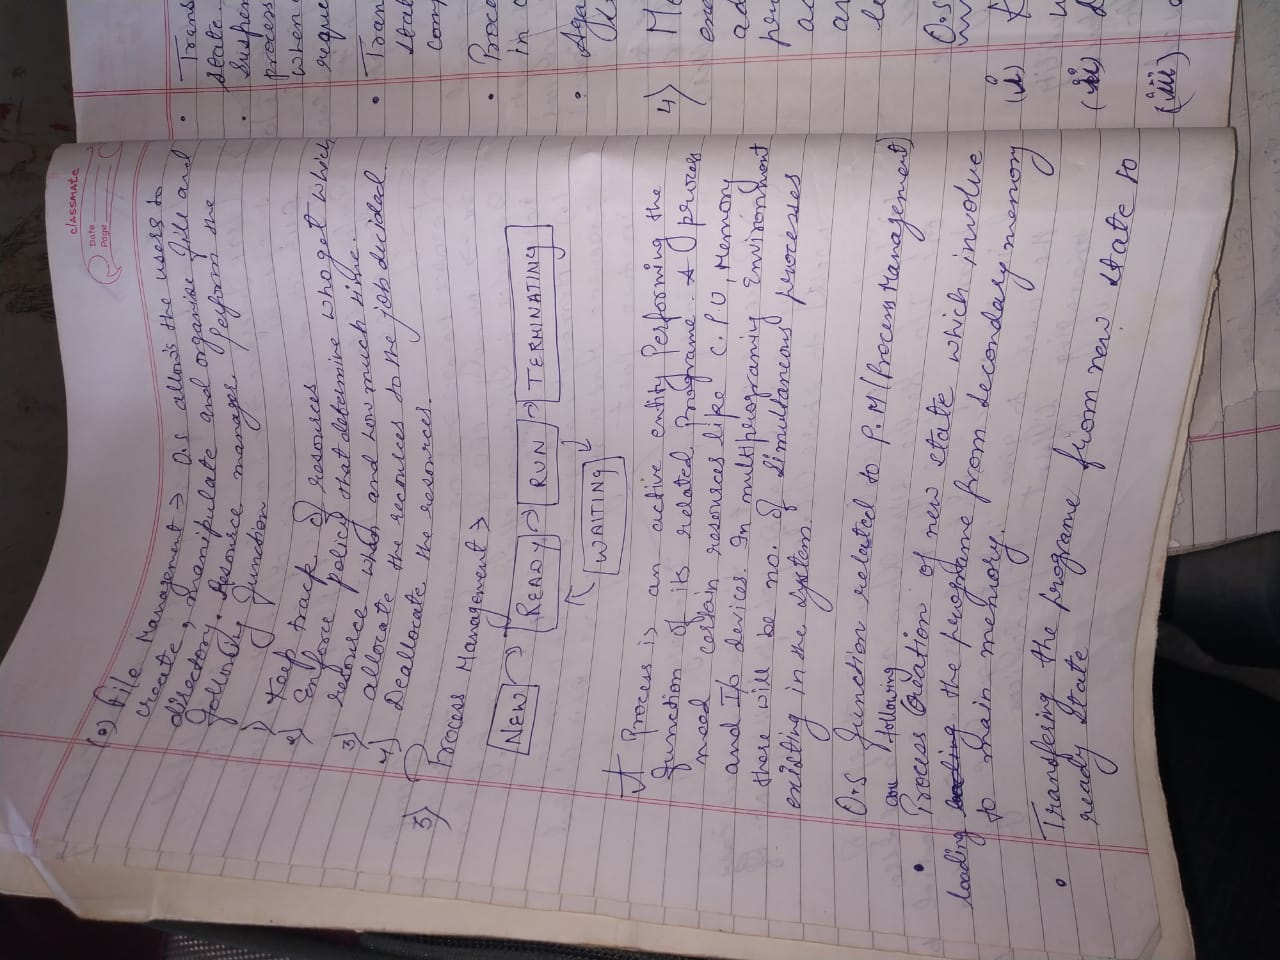 classmate
Date
Page
(e) File Management → O.S allows the users to
create, manipulate and organise file and
directory. Resource manager Perform the
following function
1) Keep track of resources
2) Enforce policy that determine who get which
resource when and how much time.
3) allocate the recources to the job decided.
4) Deallocate the resources.
3) Process Management →
NEW READY RUN TERMINATING
WAITING
A Process is an active entity Performing the
function of its related Programe. A process
need certain resources like C.P.U, Memory
and I/o devices. In multiprograming Environment
there will be no. of Simultaneous processes
existing in the system.
O.S function related to P.M (Process Management)
are following
• Process Creation of new state which involve
loading loading the programe from secondary memory
to main memory.
• Transfering the programe from new state to
ready state
• Trans
state.
• Suspen
process
when
reque
• Tran
stat
comp
• Proce
in
• Aga
4) M
ene
ad
per
ac
an
le
O.S
(i)
(ii)
(iii)